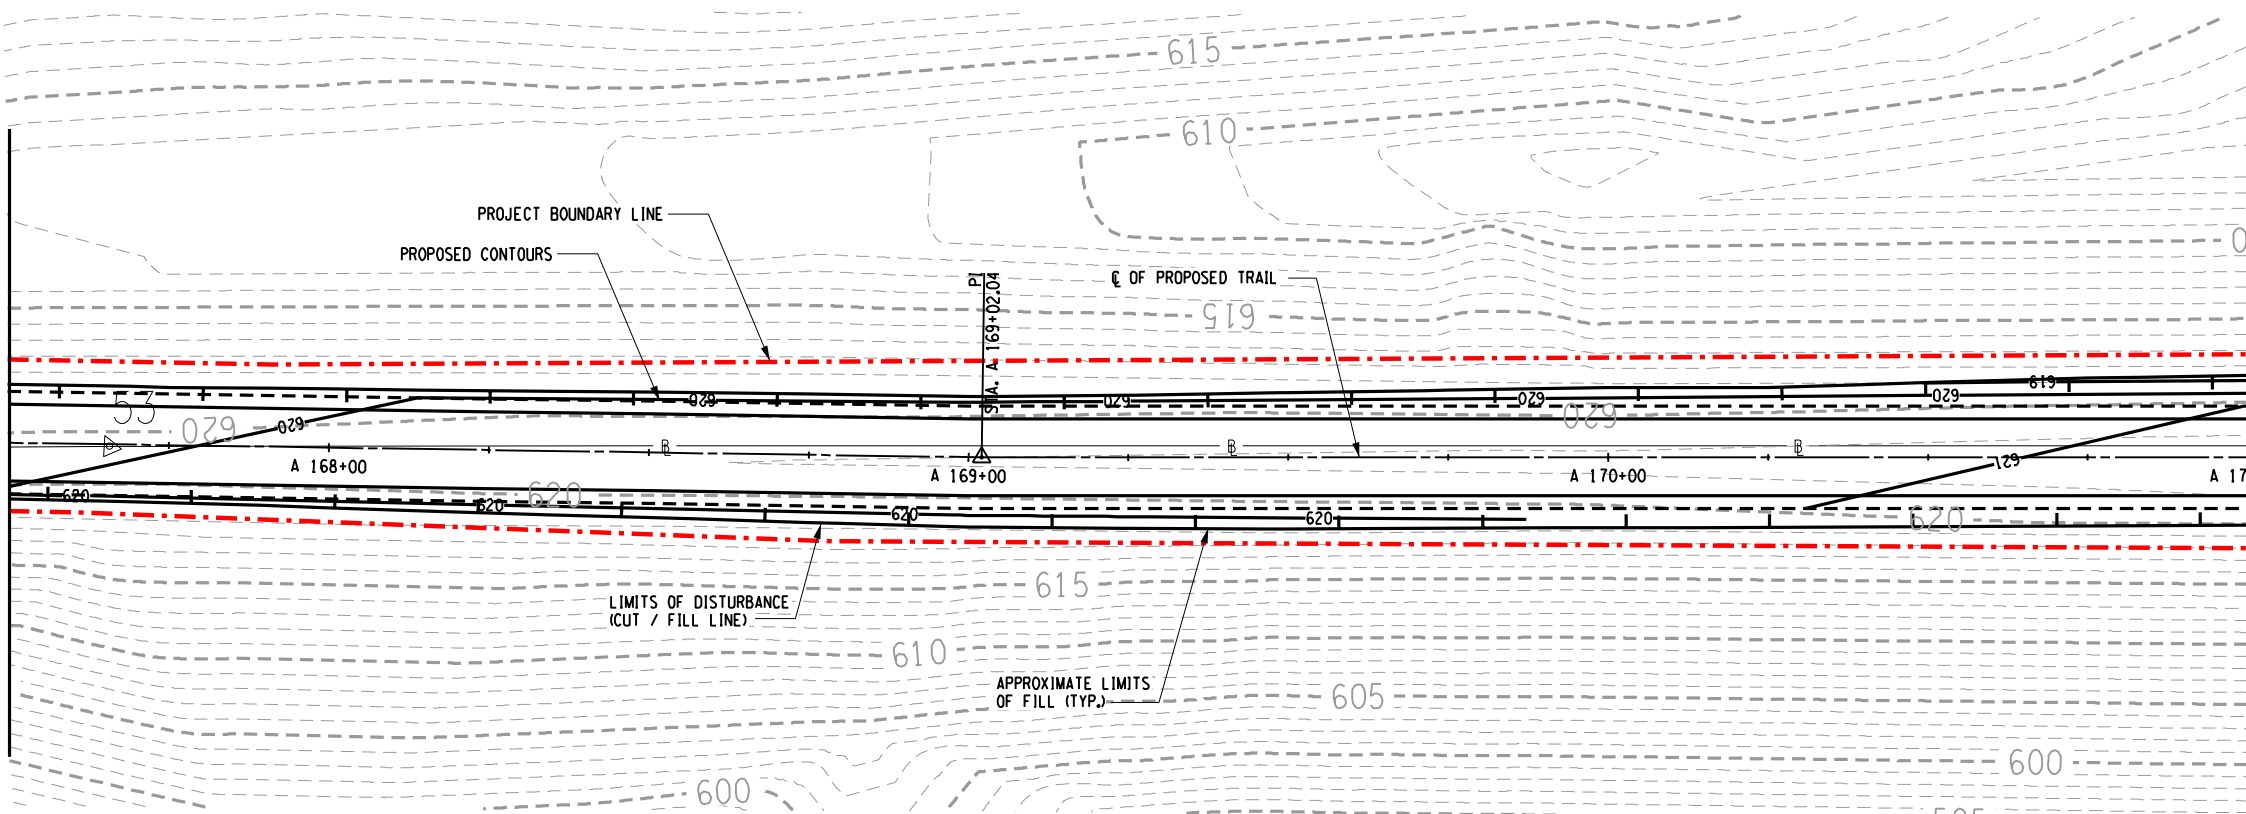 615
610
PROJECT BOUNDARY LINE
PROPOSED CONTOURS
PI
STA. A 169+02.04
℄ OF PROPOSED TRAIL
615
619
620
620
620
620
53
620
620
620
B
B
B
A 168+00
A 169+00
A 170+00
A 17
621
620
620
620
620
620
620
615
LIMITS OF DISTURBANCE
(CUT / FILL LINE)
610
APPROXIMATE LIMITS
OF FILL (TYP.)
605
600
600